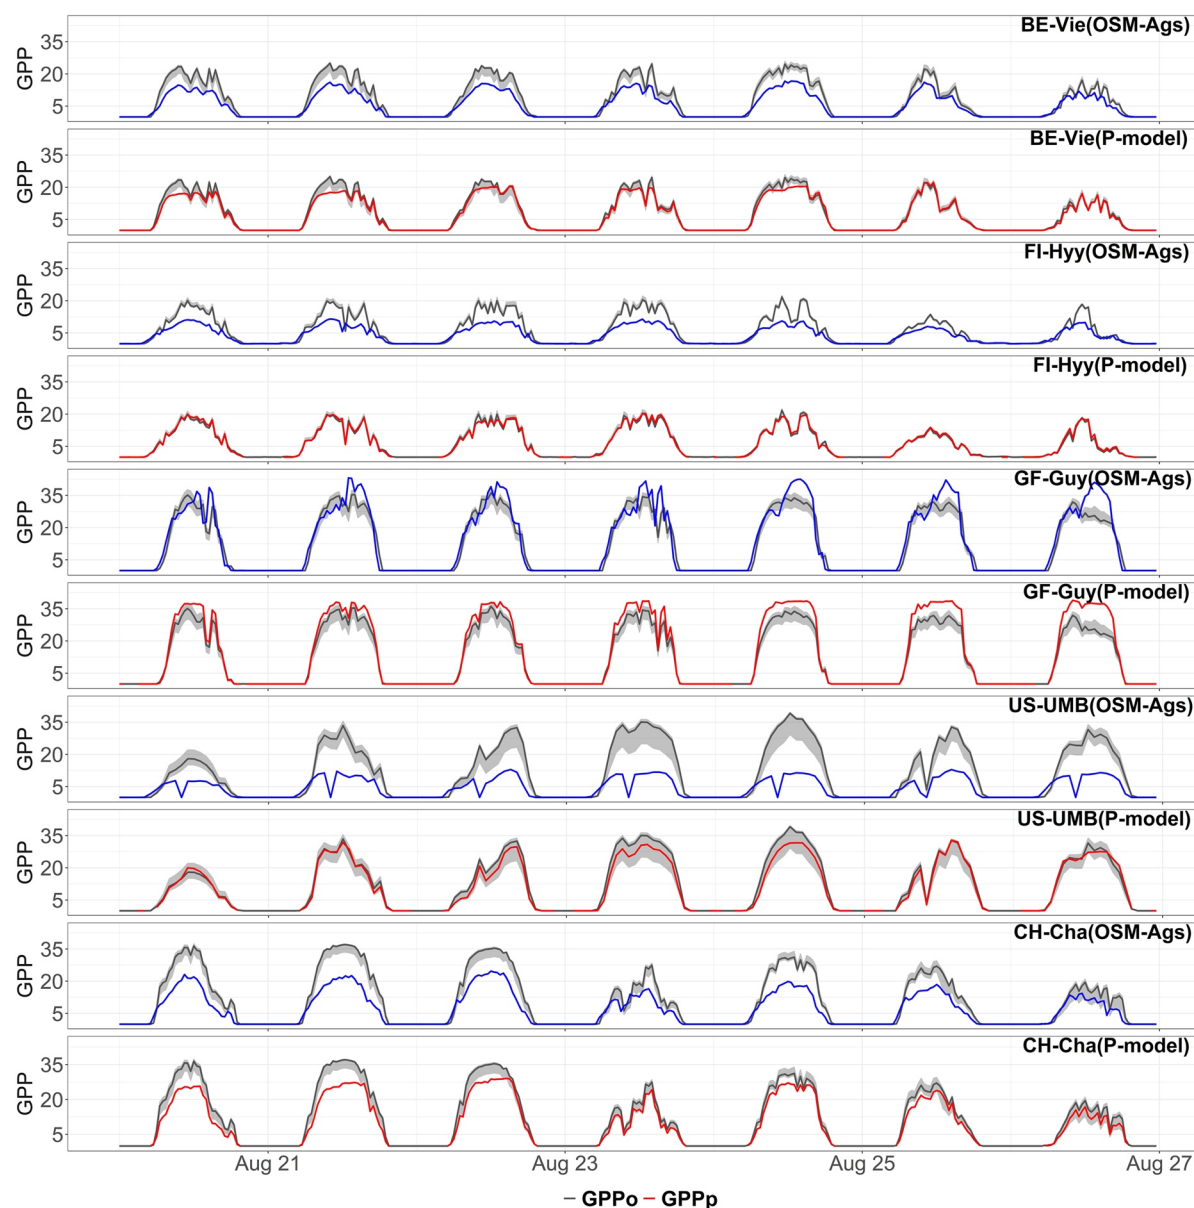 BE-Vie(OSM-Ags)
GPP
35
20
5
BE-Vie(P-model)
GPP
35
20
5
FI-Hyy(OSM-Ags)
GPP
35
20
5
FI-Hyy(P-model)
GPP
35
20
5
GF-Guy(OSM-Ags)
GPP
35
20
5
GF-Guy(P-model)
GPP
35
20
5
US-UMB(OSM-Ags)
GPP
35
20
5
US-UMB(P-model)
GPP
35
20
5
CH-Cha(OSM-Ags)
GPP
35
20
5
CH-Cha(P-model)
GPP
35
20
5
Aug 21 Aug 23 Aug 25 Aug 27
GPPo GPPp